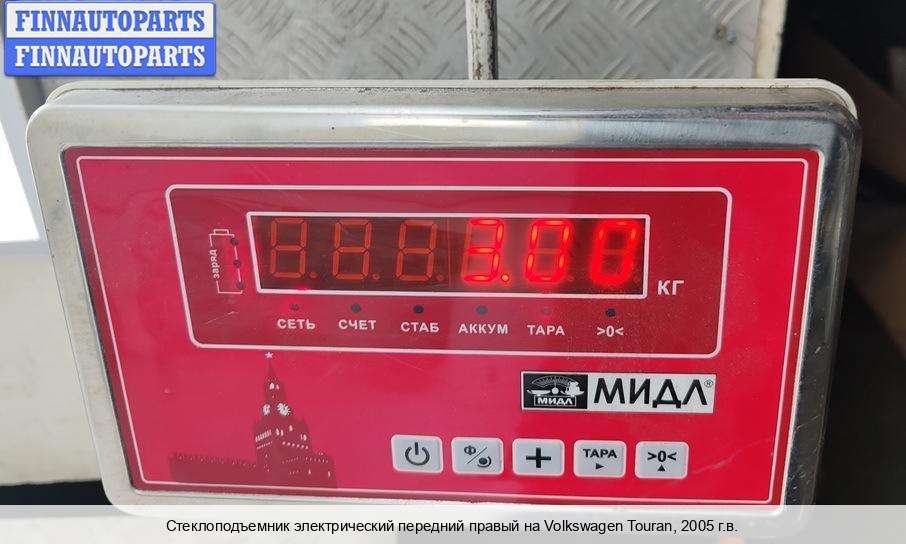 FINNAUTOPARTS
FINNAUTOPARTS
заряд
3.00
КГ
СЕТЬ СЧЕТ СТАБ АККУМ ТАРА >0<
МИДЛ
МИДЛ®
Ф
+
ТАРА
>0<
Стеклоподъемник электрический передний правый на Volkswagen Touran, 2005 г.в.